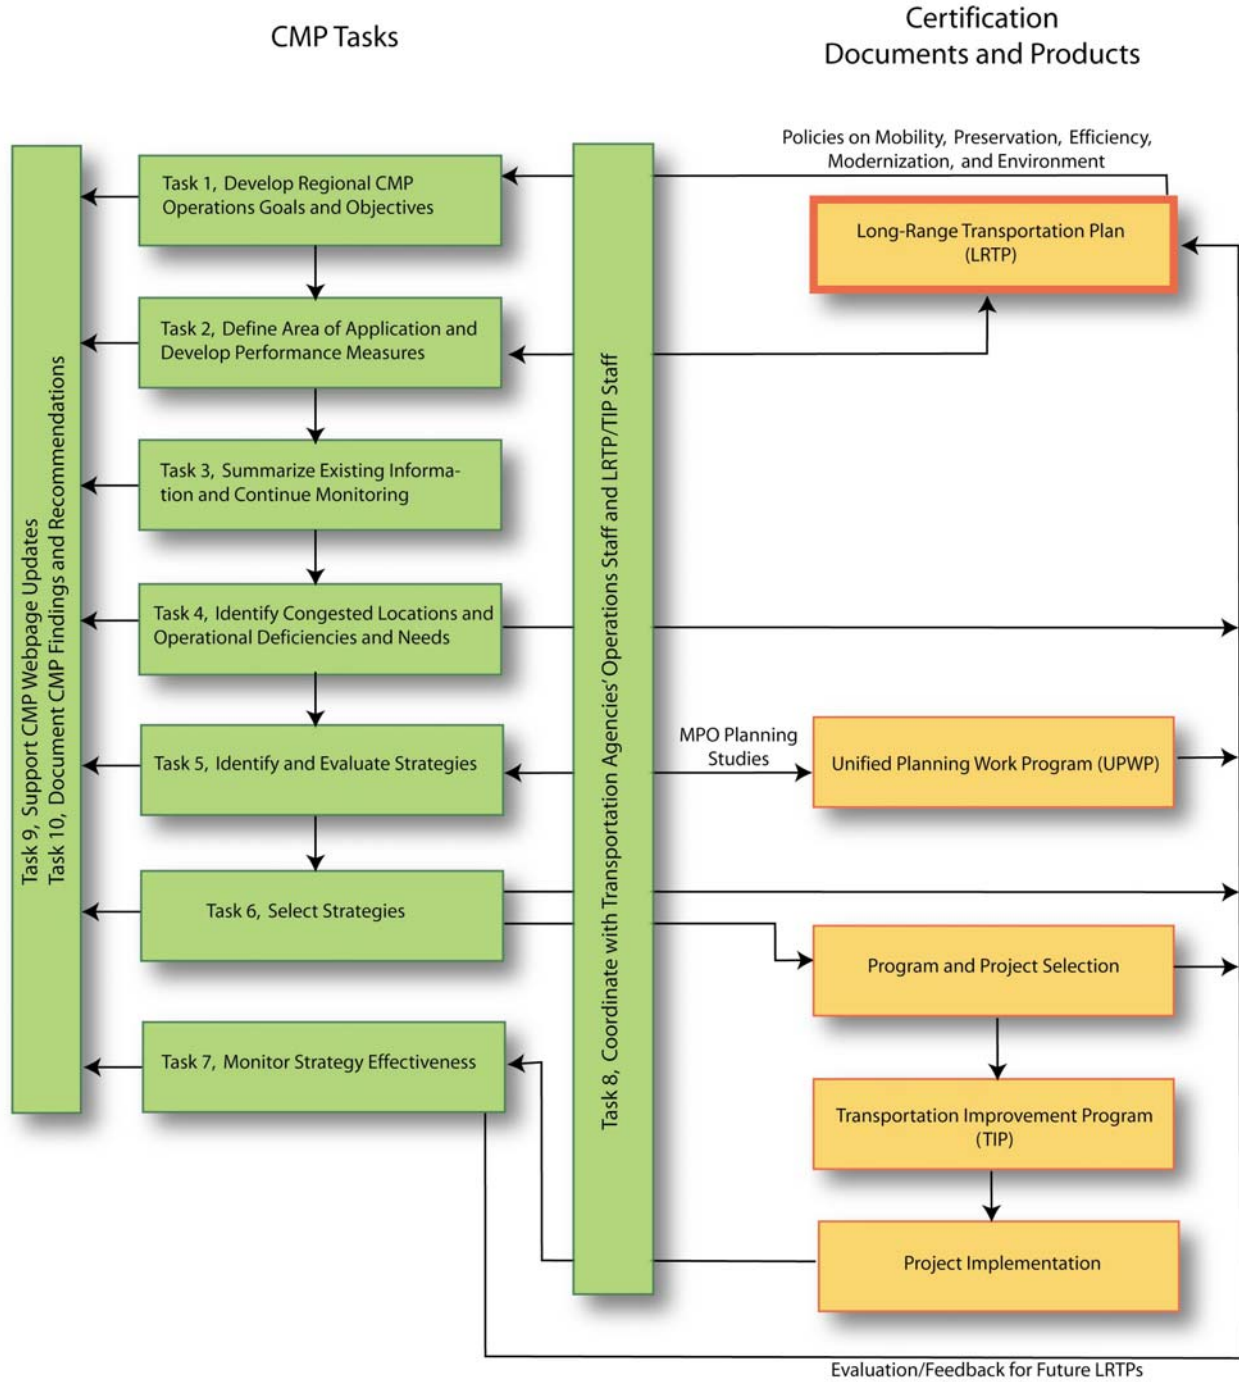 CMP Tasks
Certification
Documents and Products
Policies on Mobility, Preservation, Efficiency,
Modernization, and Environment
Task 1, Develop Regional CMP
Operations Goals and Objectives
Long-Range Transportation Plan
(LRTP)
Task 2, Define Area of Application and
Develop Performance Measures
Task 3, Summarize Existing Informa-
tion and Continue Monitoring
Task 4, Identify Congested Locations and
Operational Deficiencies and Needs
Task 5, Identify and Evaluate Strategies
MPO Planning
Studies
Unified Planning Work Program (UPWP)
Task 6, Select Strategies
Program and Project Selection
Task 7, Monitor Strategy Effectiveness
Transportation Improvement Program
(TIP)
Project Implementation
Evaluation/Feedback for Future LRTPs
Task 9, Support CMP Webpage Updates
Task 10, Document CMP Findings and Recommendations
Task 8, Coordinate with Transportation Agencies' Operations Staff and LRTP/TIP Staff